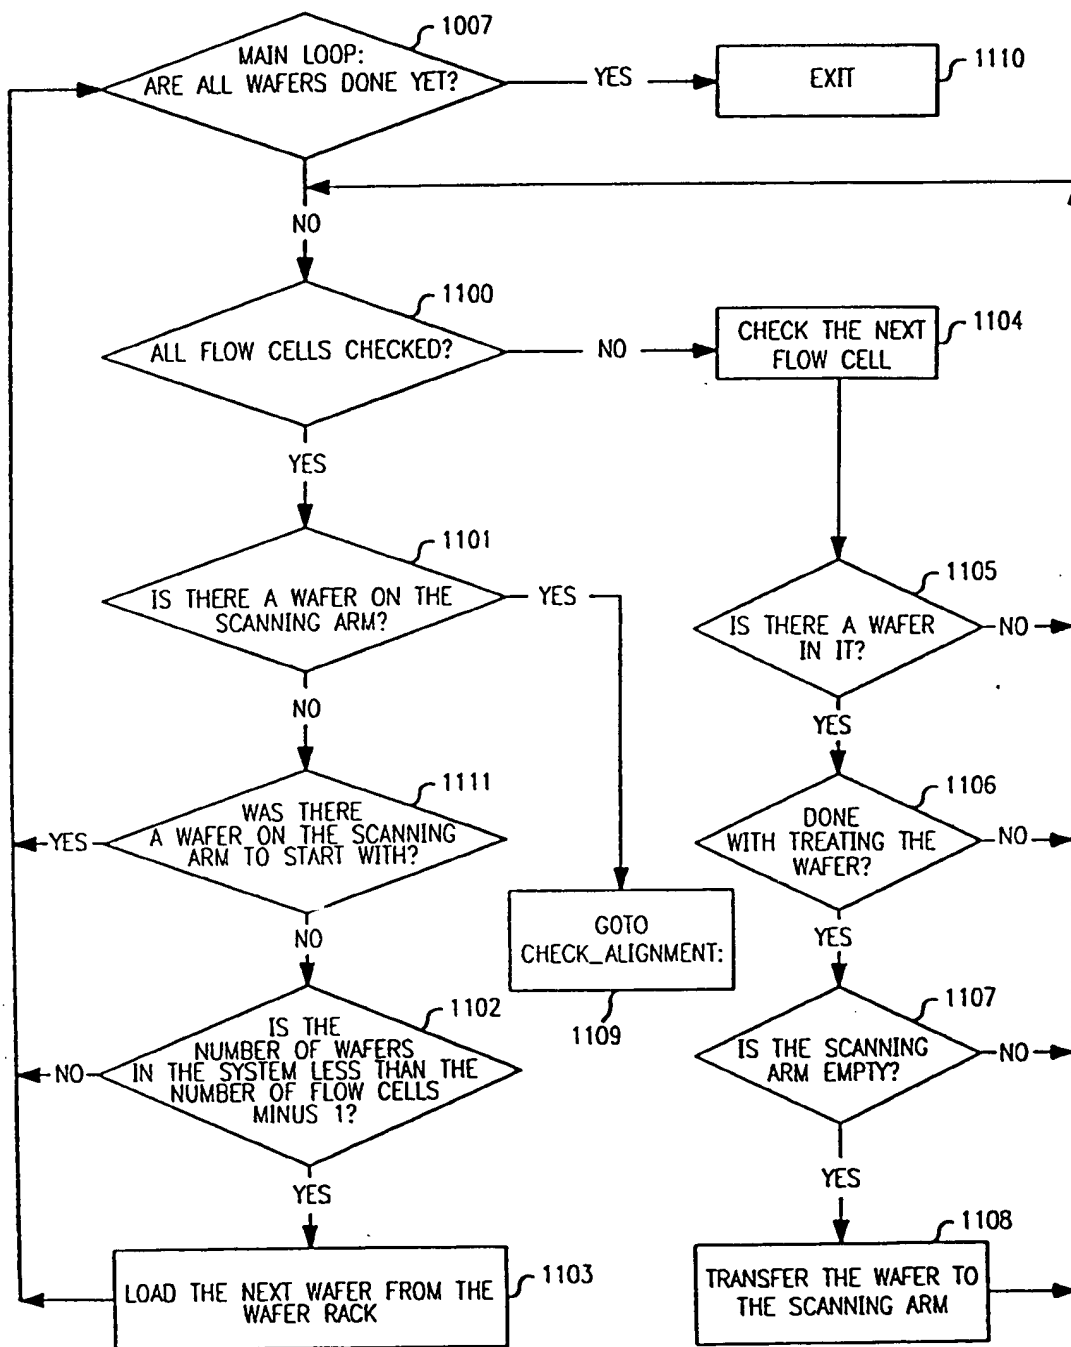 1007
MAIN LOOP:
ARE ALL WAFERS DONE YET?
YES
EXIT
1110
NO
1100
ALL FLOW CELLS CHECKED?
NO
CHECK THE NEXT
FLOW CELL
1104
YES
1101
IS THERE A WAFER ON THE
SCANNING ARM?
YES
1105
IS THERE A WAFER
IN IT?
NO
NO
YES
1111
WAS THERE
A WAFER ON THE SCANNING
ARM TO START WITH?
YES
1106
DONE
WITH TREATING THE
WAFER?
NO
NO
GOTO
CHECK_ALIGNMENT:
1109
YES
1102
IS THE
NUMBER OF WAFERS
IN THE SYSTEM LESS THAN THE
NUMBER OF FLOW CELLS
MINUS 1?
NO
1107
IS THE SCANNING
ARM EMPTY?
NO
YES
YES
1103
LOAD THE NEXT WAFER FROM THE
WAFER RACK
1108
TRANSFER THE WAFER TO
THE SCANNING ARM